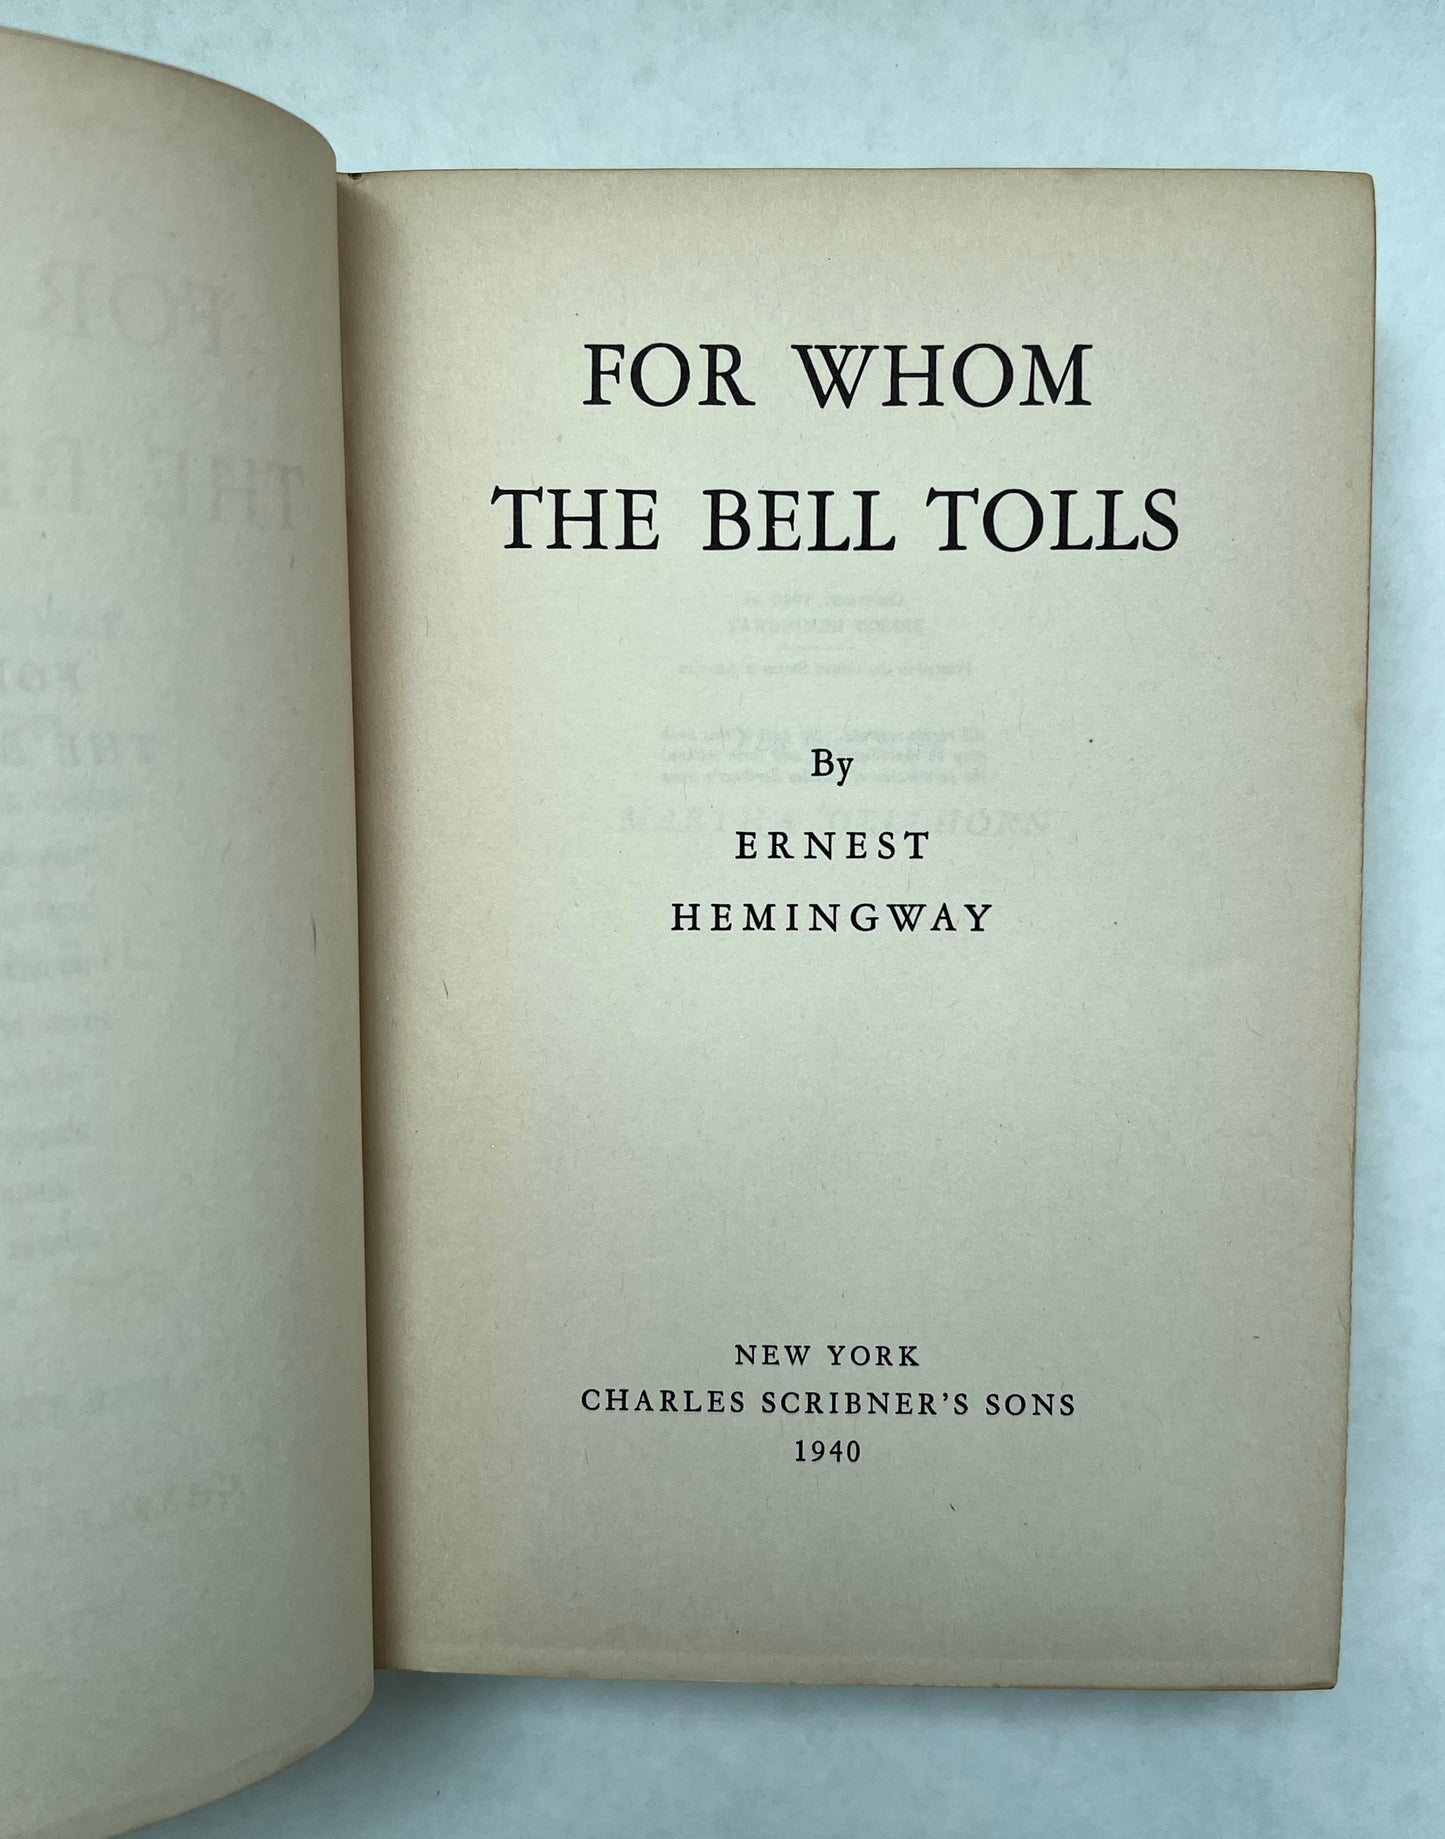 FOR WHOM
THE BELL TOLLS
By
ERNEST
HEMINGWAY
NEW YORK
CHARLES SCRIBNER'S SONS
1940